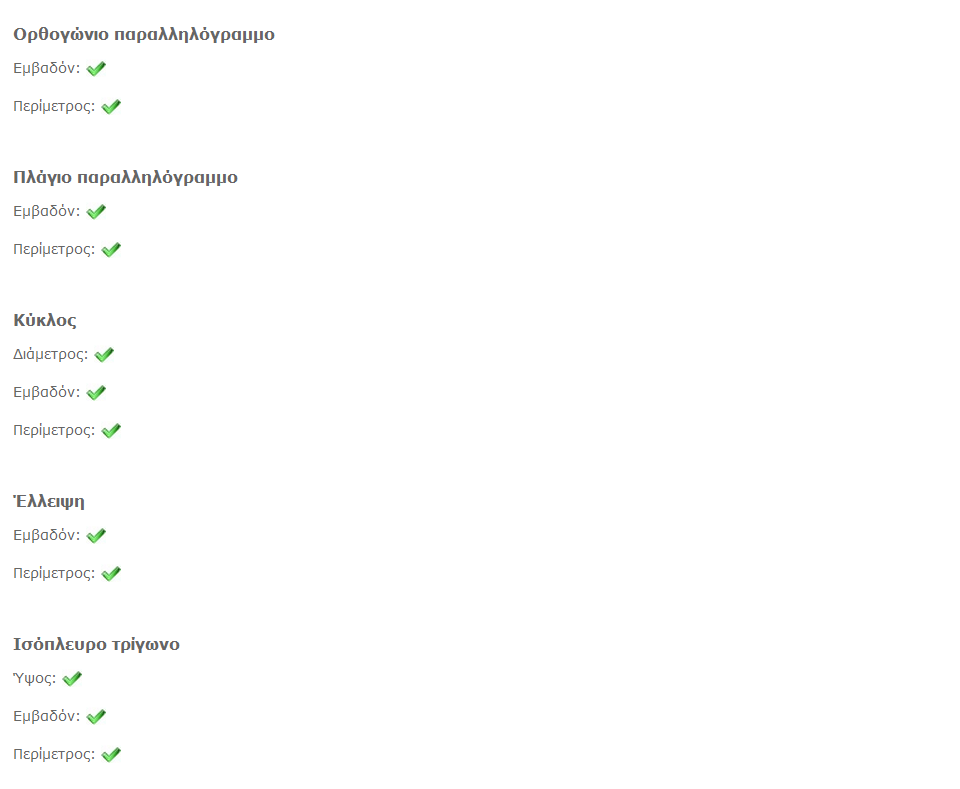 Ορθογώνιο παραλληλόγραμμο
Εμβαδόν:
Περίμετρος:
Πλάγιο παραλληλόγραμμο
Εμβαδόν:
Περίμετρος:
Κύκλος
Διάμετρος:
Εμβαδόν:
Περίμετρος:
Έλλειψη
Εμβαδόν:
Περίμετρος:
Ισόπλευρο τρίγωνο
Ύψος:
Εμβαδόν:
Περίμετρος: